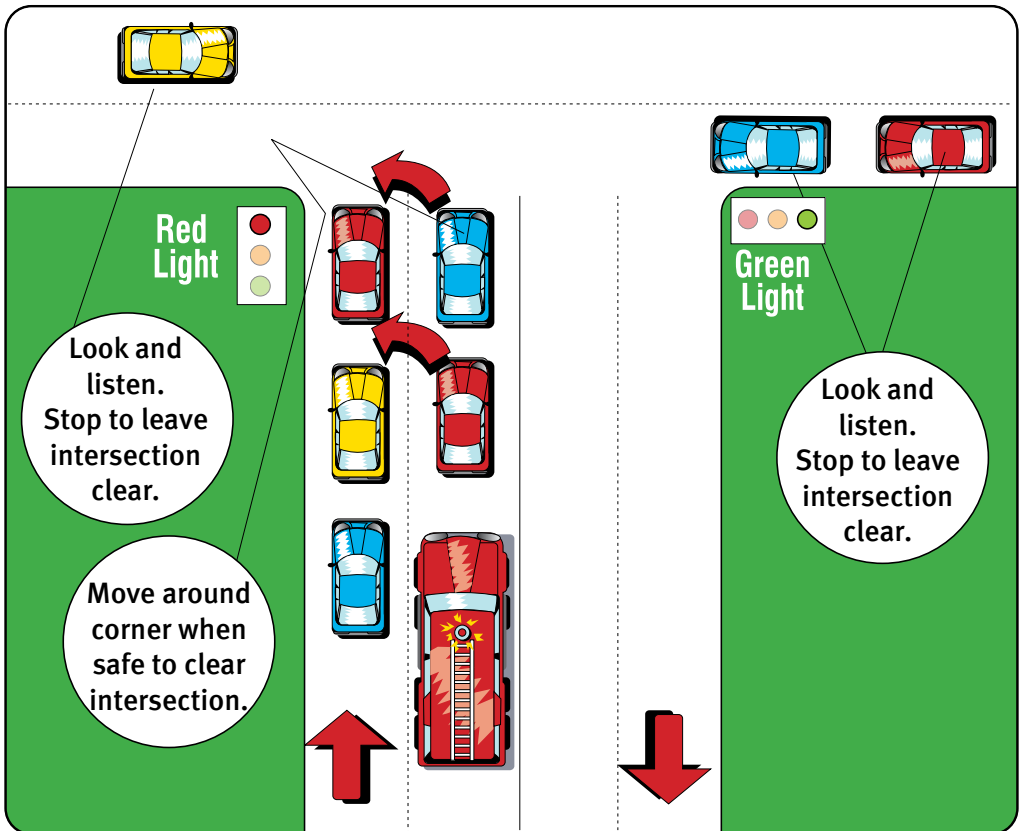 Red
Light
Green
Light
Look and
listen.
Stop to leave
intersection
clear.
Look and
listen.
Stop to leave
intersection
clear.
Move around
corner when
safe to clear
intersection.